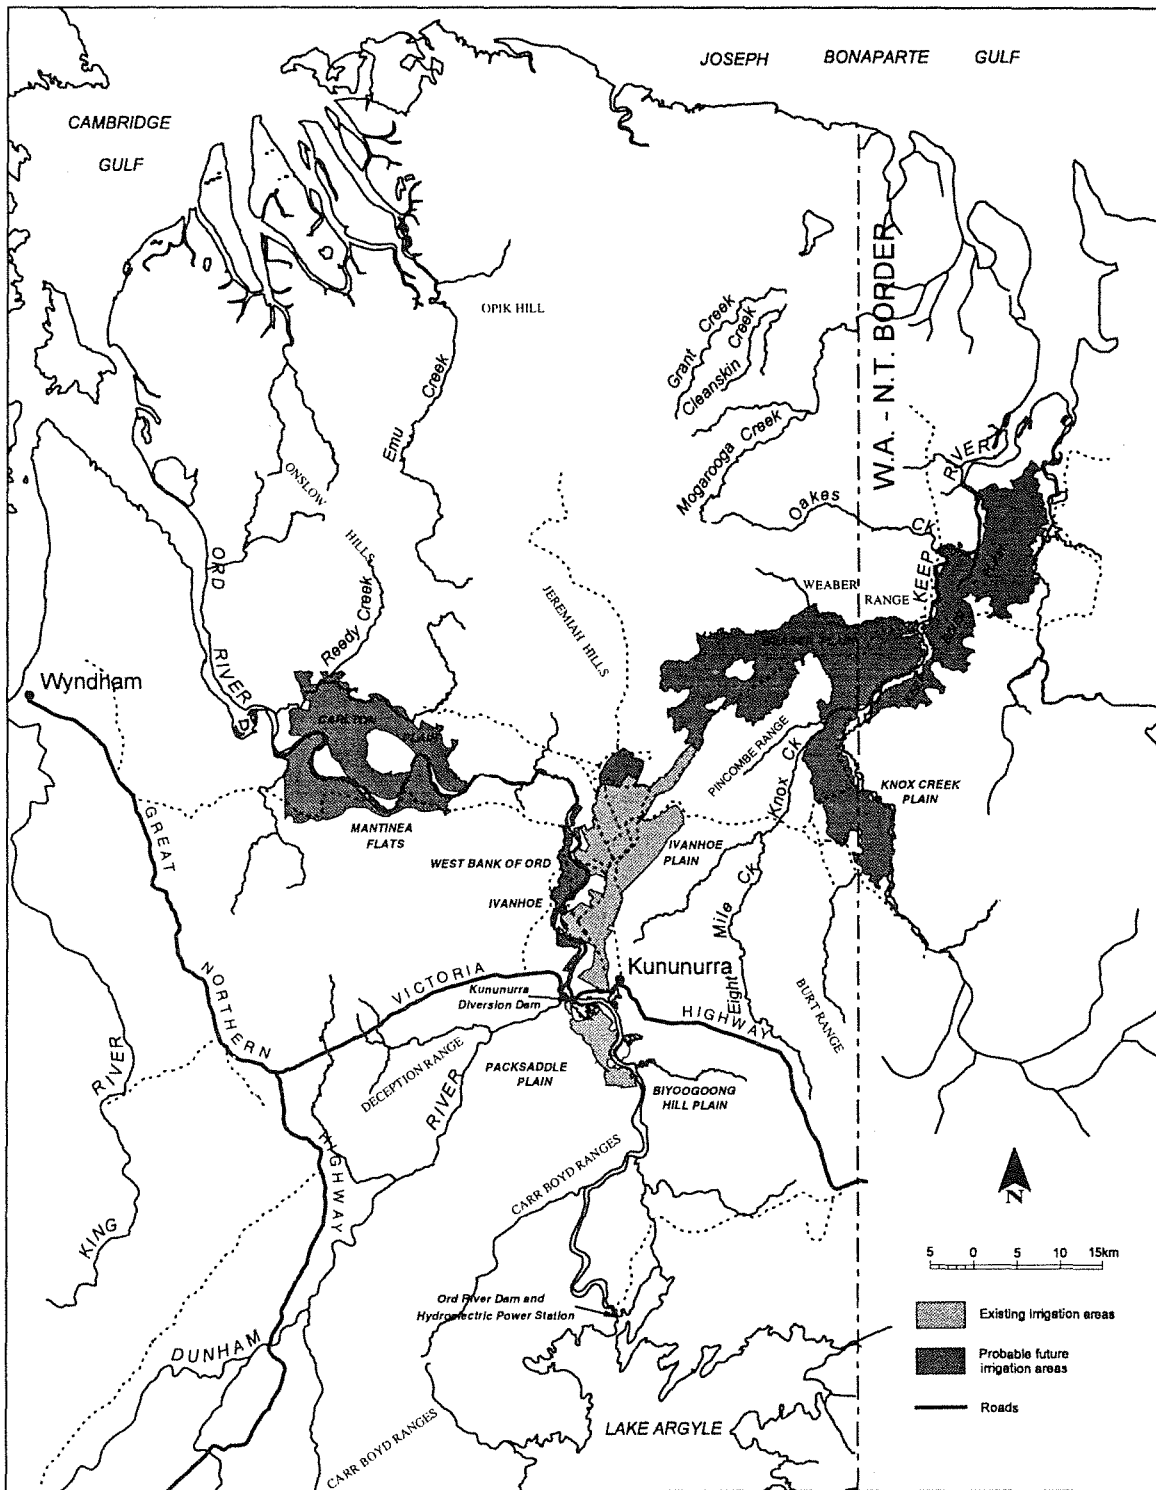 JOSEPH BONAPARTE GULF
CAMBRIDGE
GULF
W.A. - N.T. BORDER
OPIK HILL
Grant Creek
Cleanskin Creek
Emu Creek
Mogarooga Creek
RIVER
ONSLOW
HILLS
Oakes
CK
ORD
RIVER
KEEP
WEABER
RANGE
JEREMIAH HILLS
Reedy Creek
Wyndham
CARLTON
PLAIN
WEABER PLAIN
PINCOMBE RANGE
Knox CK
KNOX CREEK
PLAIN
GREAT
MANTINEA
FLATS
IVANHOE
PLAIN
WEST BANK OF ORD
IVANHOE
Eight Mile CK
NORTHERN
VICTORIA
Kununurra
Kununurra
Diversion Dam
HIGHWAY
BURT RANGE
RIVER
DECEPTION RANGE
RIVER
PACKSADDLE
PLAIN
BIYOOGOONG
HILL PLAIN
HIGHWAY
CARR BOYD RANGES
KING
N
5 0 5 10 15km
Ord River Dam and
Hydroelectric Power Station
Existing irrigation areas
DUNHAM
Probable future
irrigation areas
Roads
LAKE ARGYLE
CARR BOYD RANGES